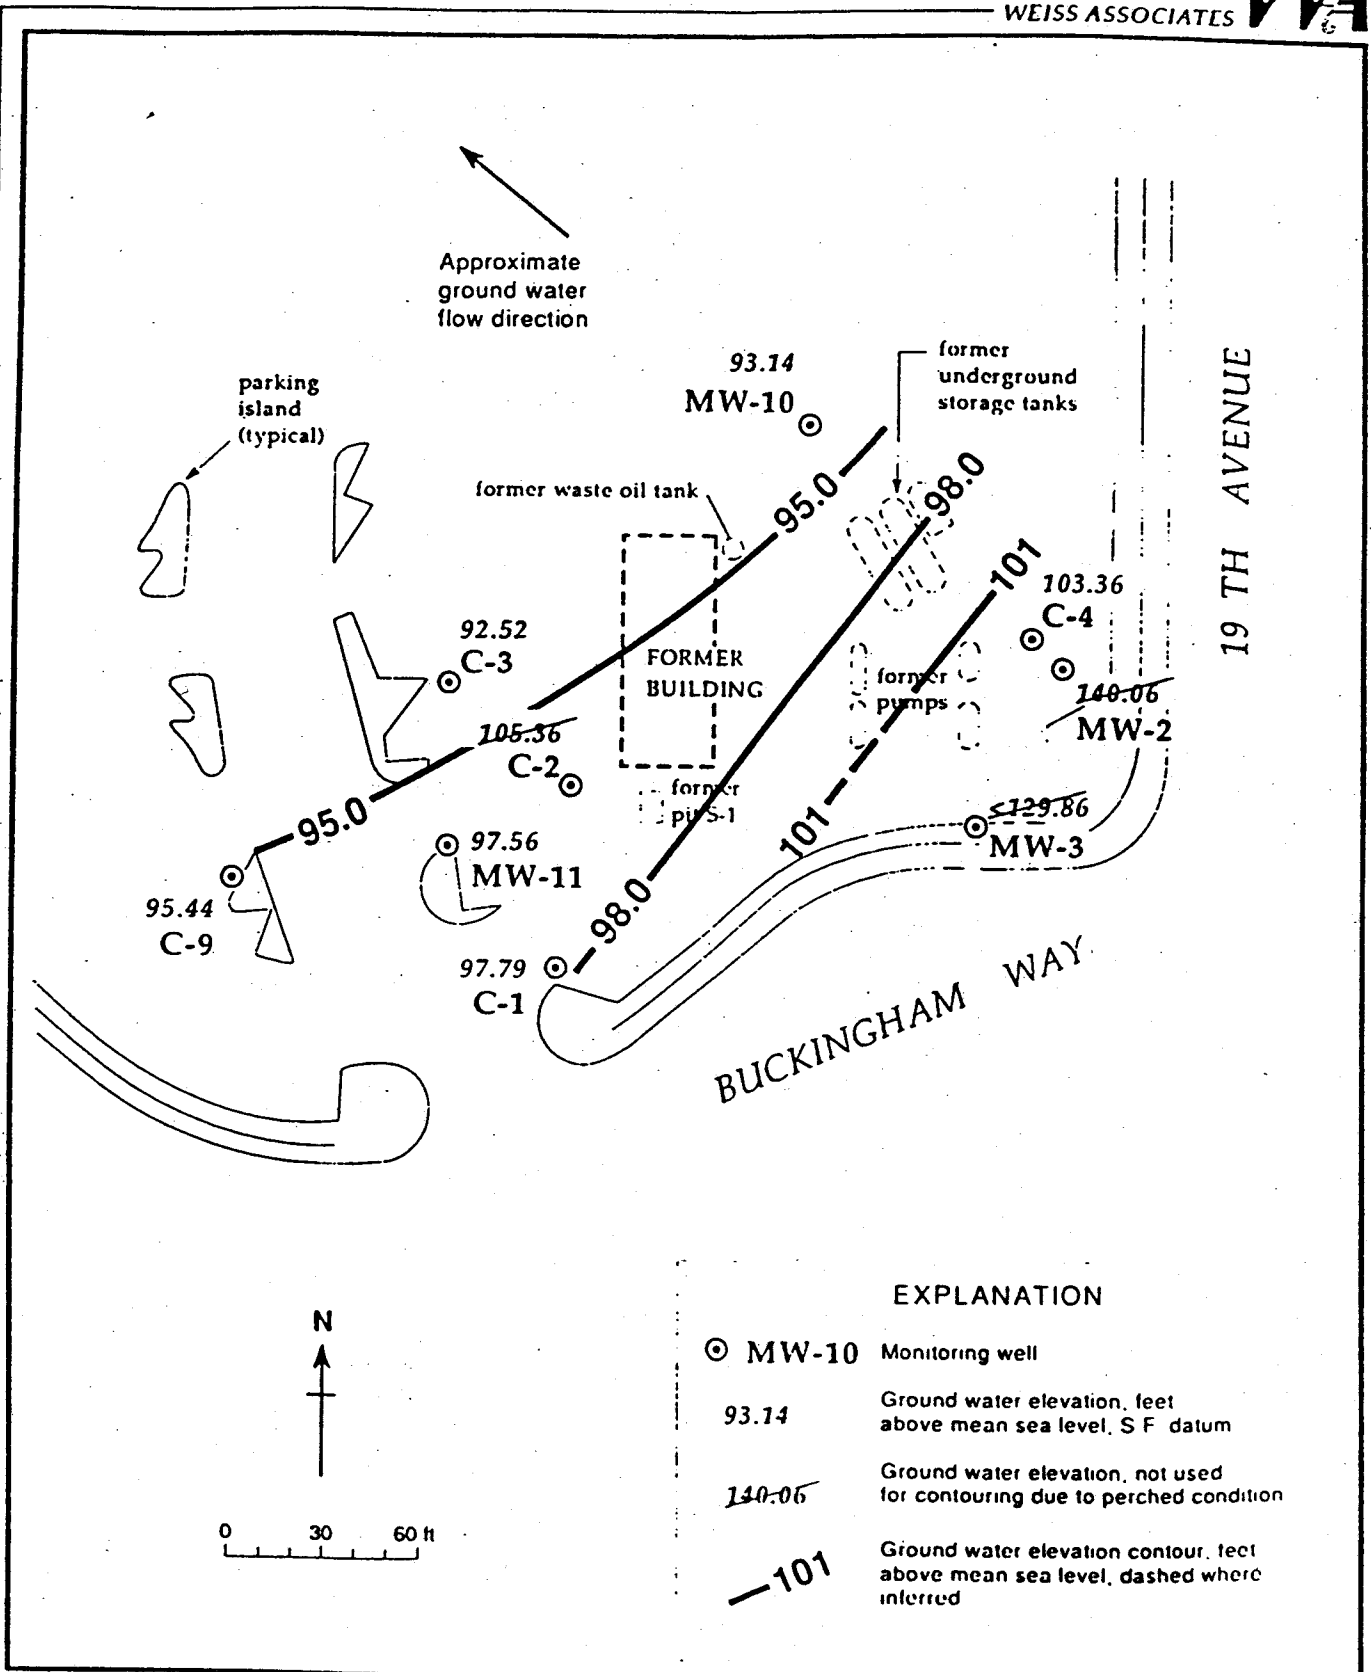 WEISS ASSOCIATES
Approximate
ground water
flow direction
parking
island
(typical)
93.14
MW-10
former
underground
storage tanks
former waste oil tank
95.0
98.0
101
103.36
C-4
140.06
MW-2
19 TH AVENUE
92.52
C-3
FORMER
BUILDING
former
pumps
105.36
C-2
former
pit S-1
101
<129.86
MW-3
95.0
97.56
MW-11
98.0
95.44
C-9
97.79
C-1
BUCKINGHAM WAY
N
0 30 60 ft
EXPLANATION
MW-10 Monitoring well
93.14 Ground water elevation, feet
above mean sea level, S F datum
140.06 Ground water elevation, not used
for contouring due to perched condition
101 Ground water elevation contour, feet
above mean sea level, dashed where
inferred